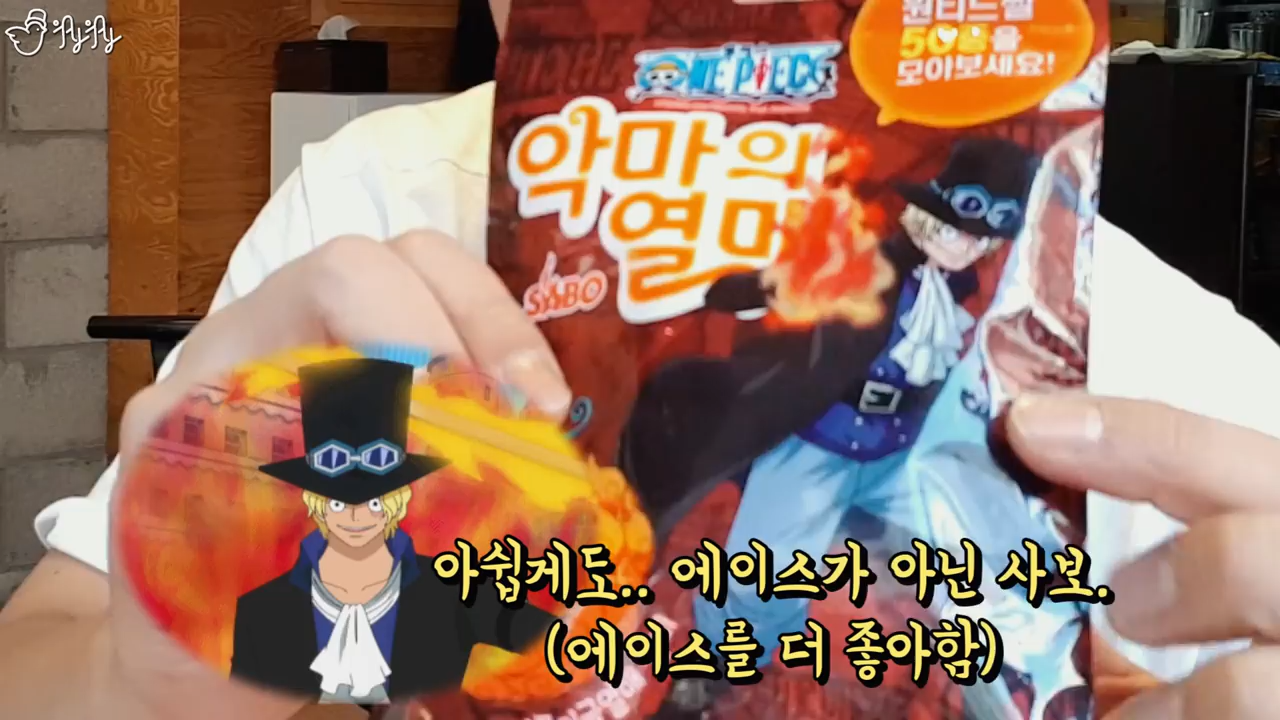 원티드씰
50종을
모아보세요!
ONE PIECE
악마의
열매
SABO
아쉽게도.. 에이스가 아닌 사보.
(에이스를 더 좋아함)